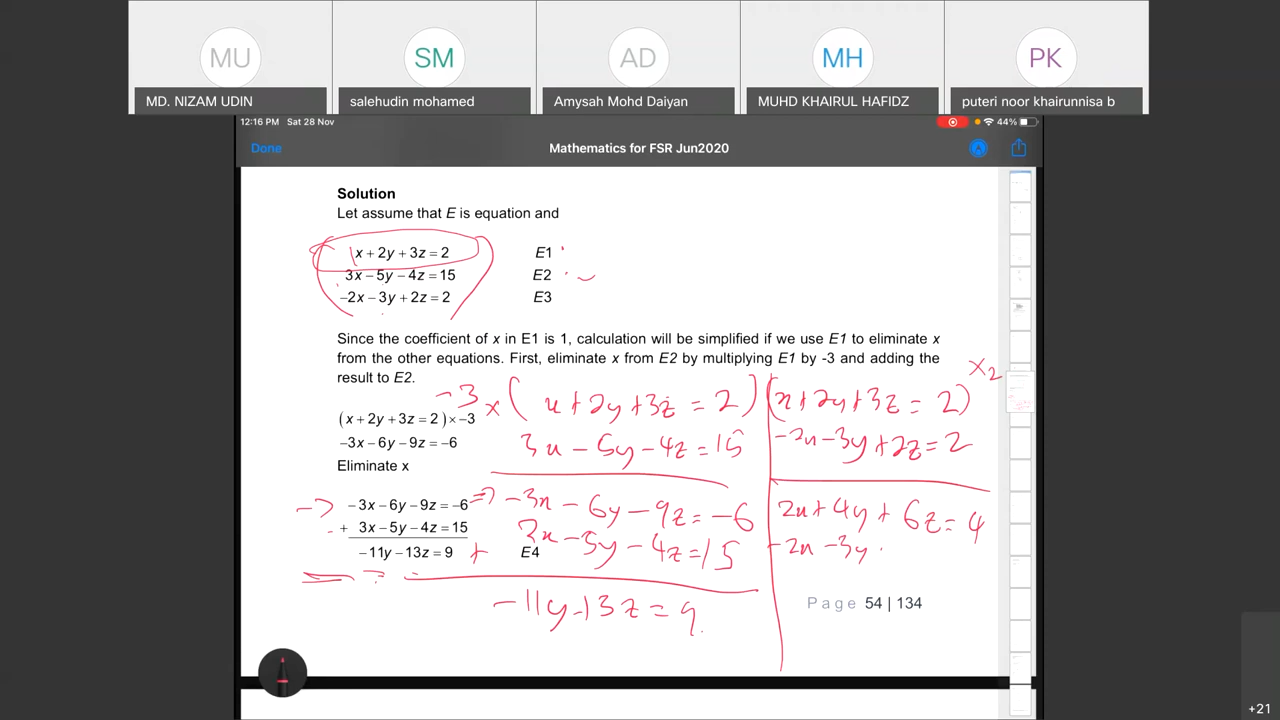 MU
SM
AD
MH
PK
MD. NIZAM UDIN
salehudin mohamed
Amysah Mohd Daiyan
MUHD KHAIRUL HAFIDZ
puteri noor khairunnisa b
12:16 PM Sat 28 Nov
44%
Done
Mathematics for FSR Jun2020
Solution
Let assume that E is equation and
1x + 2y + 3z = 2 E1
3x − 5y − 4z = 15 E2
−2x − 3y + 2z = 2 E3
Since the coefficient of x in E1 is 1, calculation will be simplified if we use E1 to eliminate x
from the other equations. First, eliminate x from E2 by multiplying E1 by -3 and adding the
result to E2.
(x + 2y + 3z = 2) × −3
−3x − 6y − 9z = −6
Eliminate x
−3x − 6y − 9z = −6
+ 3x − 5y − 4z = 15
−11y − 13z = 9 E4
-3 x (x + 2y + 3z = 2)
3x - 5y - 4z = 15
=> -3x - 6y - 9z = -6
3x - 5y - 4z = 15
+
-11y - 13z = 9
(x + 2y + 3z = 2) x2
-2x - 3y + 2z = 2
2x + 4y + 6z = 4
-2x - 3y
Page 54 | 134
+21